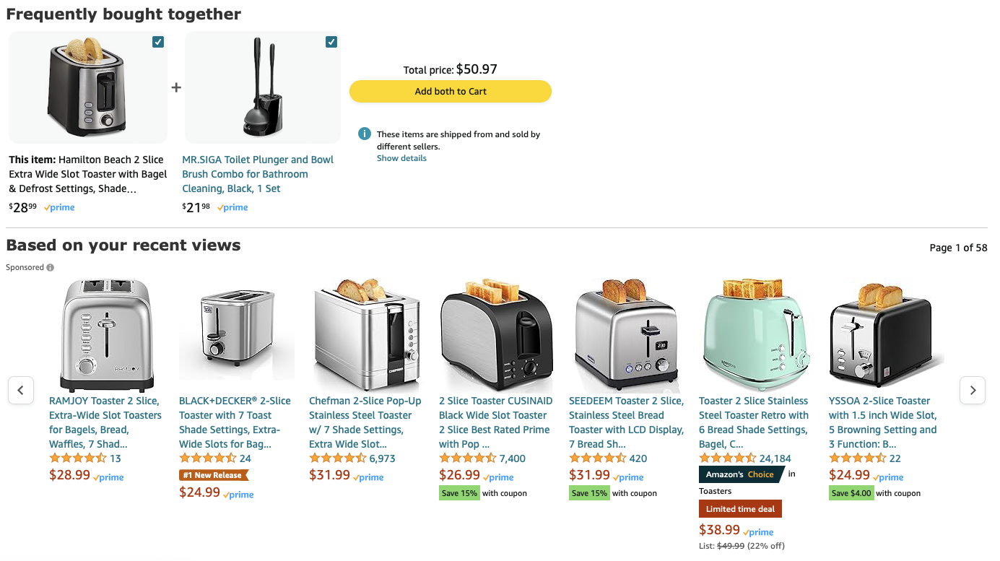 Frequently bought together
+
Total price: $50.97
Add both to Cart
These items are shipped from and sold by
different sellers.
Show details
This item: Hamilton Beach 2 Slice
Extra Wide Slot Toaster with Bagel
& Defrost Settings, Shade…
$28.99 prime
MR.SIGA Toilet Plunger and Bowl
Brush Combo for Bathroom
Cleaning, Black, 1 Set
$21.98 prime
Based on your recent views
Page 1 of 58
Sponsored
RAMJOY
RAMJOY Toaster 2 Slice,
Extra-Wide Slot Toasters
for Bagels, Bread,
Waffles, 7 Shad...
13
$28.99 prime
BLACK+DECKER® 2-Slice
Toaster with 7 Toast
Shade Settings, Extra-
Wide Slots for Bag...
24
#1 New Release
$24.99 prime
CHEFMAN
Chefman 2-Slice Pop-Up
Stainless Steel Toaster
w/ 7 Shade Settings,
Extra Wide Slot...
6,973
$31.99 prime
2 Slice Toaster CUSINAID
Black Wide Slot Toaster
2 Slice Best Rated Prime
with Pop ...
7,400
$26.99 prime
Save 15% with coupon
2:30
SEEDEEM Toaster 2 Slice,
Stainless Steel Bread
Toaster with LCD Display,
7 Bread Sh...
420
$31.99 prime
Save 15% with coupon
Toaster 2 Slice Stainless
Steel Toaster Retro with
6 Bread Shade Settings,
Bagel, C...
24,184
Amazon's Choice in
Toasters
Limited time deal
$38.99 prime
List: $49.99 (22% off)
YSSOA 2-Slice Toaster
with 1.5 inch Wide Slot,
5 Browning Setting and
3 Function: B...
22
$24.99 prime
Save $4.00 with coupon